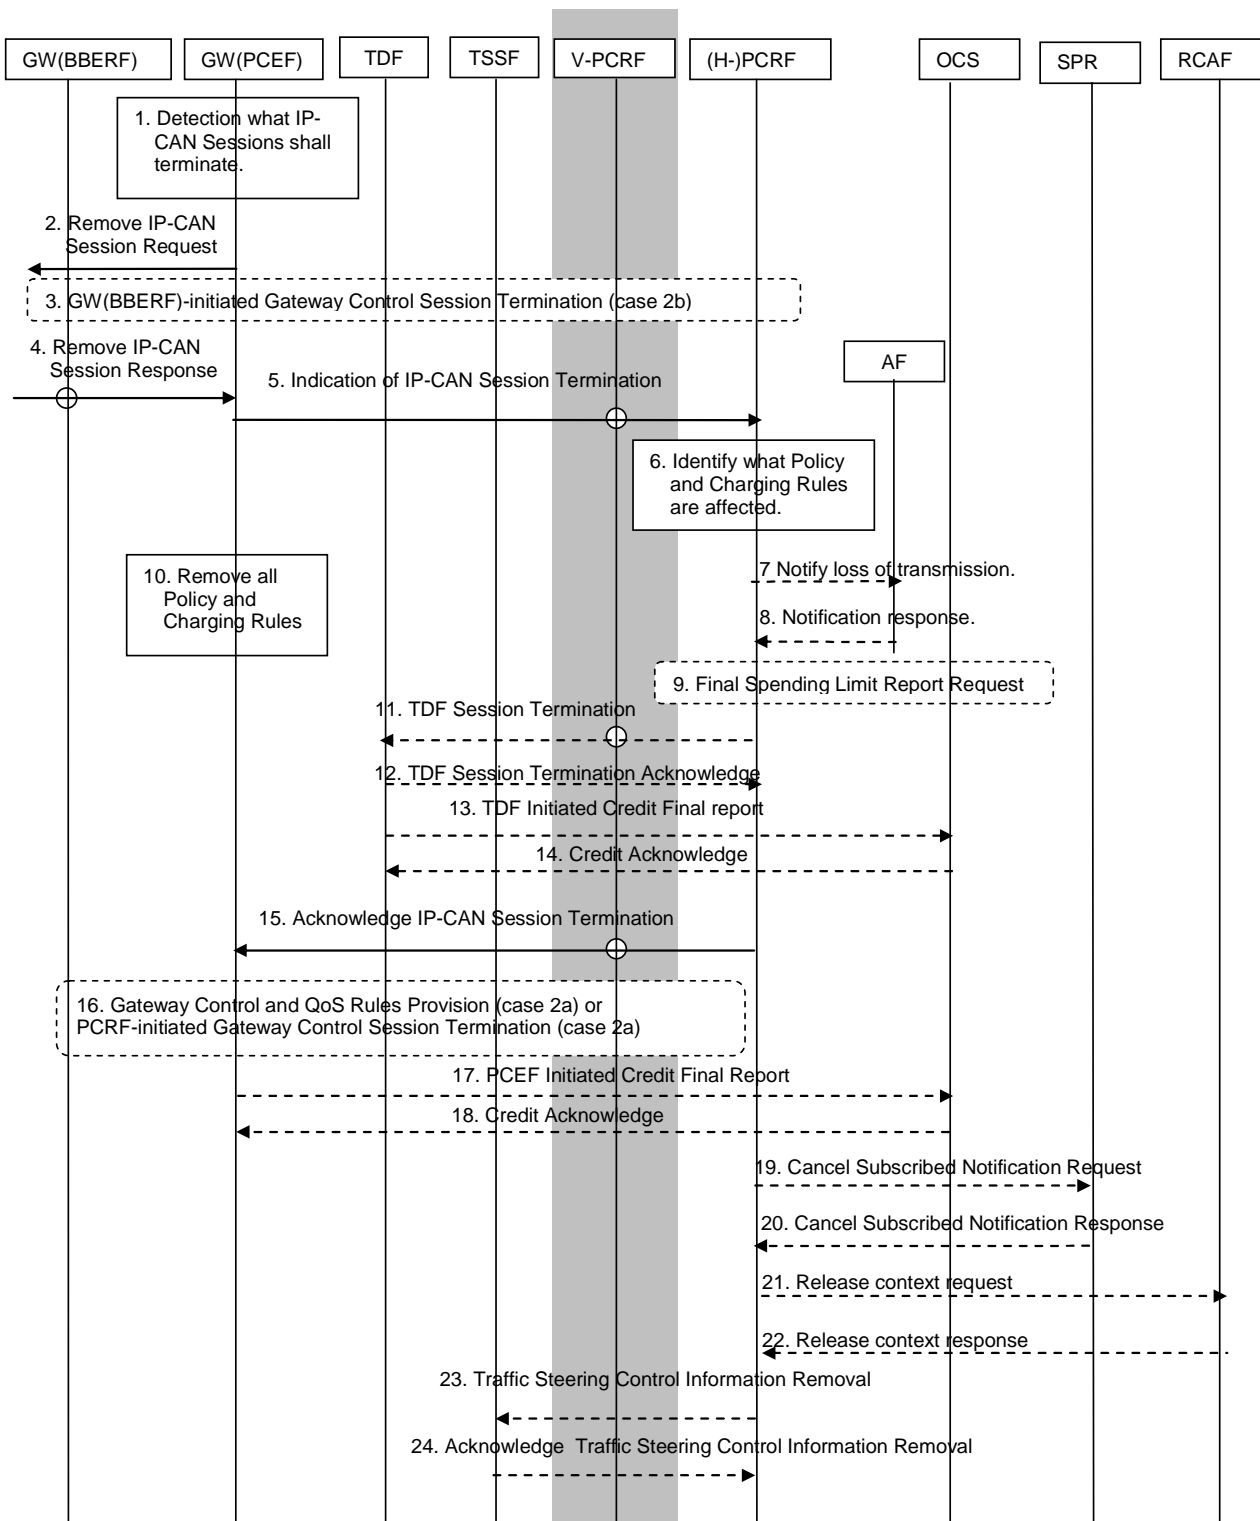 GW(BBERF)
GW(PCEF)
TDF
TSSF
V-PCRF
(H-)PCRF
OCS
SPR
RCAF
1. Detection what IP-
CAN Sessions shall
terminate.
2. Remove IP-CAN
Session Request
3. GW(BBERF)-initiated Gateway Control Session Termination (case 2b)
4. Remove IP-CAN
Session Response
AF
5. Indication of IP-CAN Session Termination
6. Identify what Policy
and Charging Rules
are affected.
7 Notify loss of transmission.
10. Remove all
Policy and
Charging Rules
8. Notification response.
9. Final Spending Limit Report Request
11. TDF Session Termination
12. TDF Session Termination Acknowledge
13. TDF Initiated Credit Final report
14. Credit Acknowledge
15. Acknowledge IP-CAN Session Termination
16. Gateway Control and QoS Rules Provision (case 2a) or
PCRF-initiated Gateway Control Session Termination (case 2a)
17. PCEF Initiated Credit Final Report
18. Credit Acknowledge
19. Cancel Subscribed Notification Request
20. Cancel Subscribed Notification Response
21. Release context request
22. Release context response
23. Traffic Steering Control Information Removal
24. Acknowledge  Traffic Steering Control Information Removal